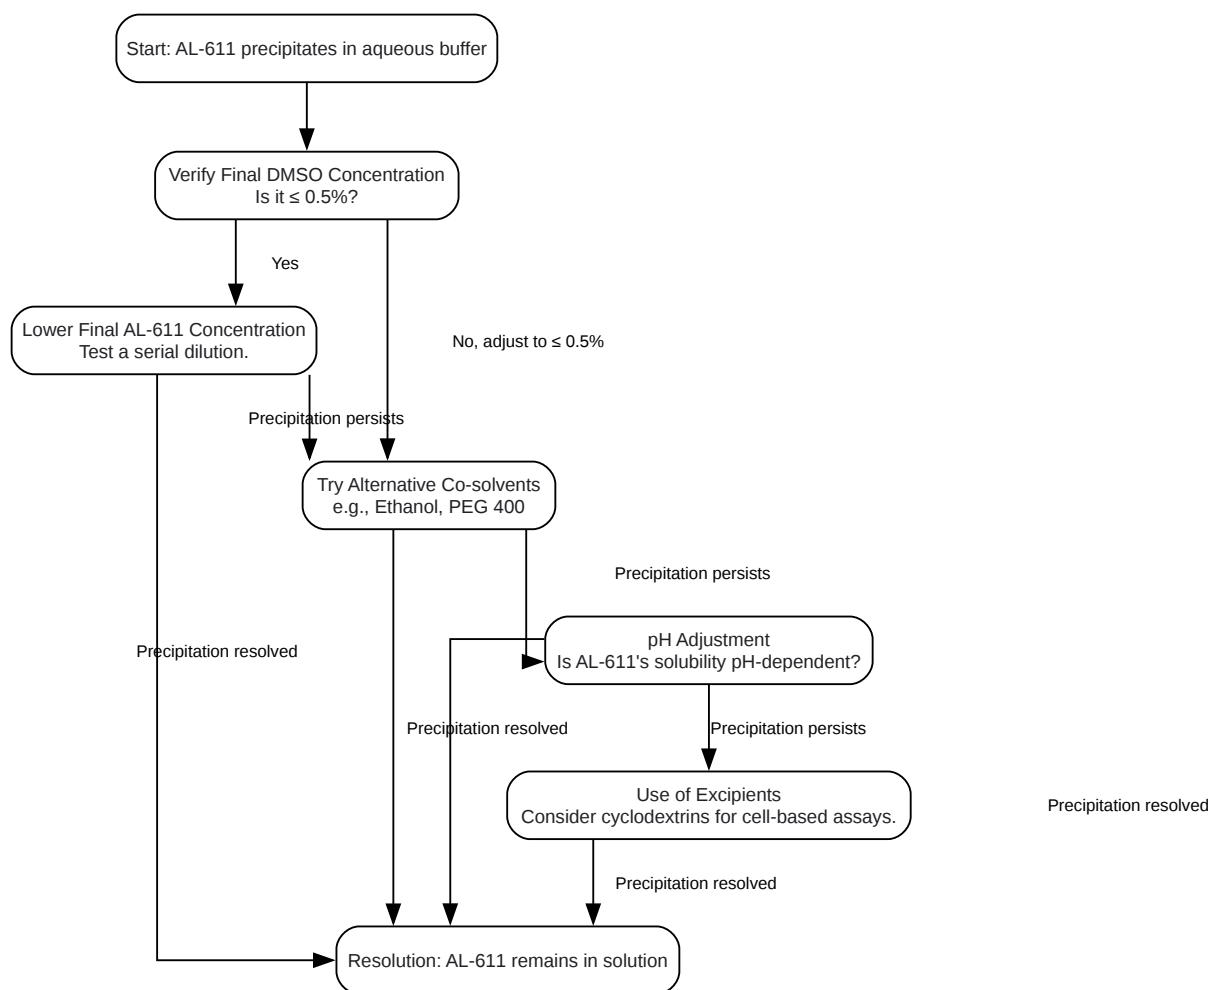 Start: AL-611 precipitates in aqueous buffer
Verify Final DMSO Concentration
Is it ≤ 0.5%?
Yes
Lower Final AL-611 Concentration
Test a serial dilution.
No, adjust to ≤ 0.5%
Precipitation persists
Try Alternative Co-solvents
e.g., Ethanol, PEG 400
Precipitation persists
pH Adjustment
Is AL-611's solubility pH-dependent?
Precipitation resolved
Precipitation resolved
Precipitation persists
Use of Excipients
Consider cyclodextrins for cell-based assays.
Precipitation resolved
Precipitation resolved
Resolution: AL-611 remains in solution